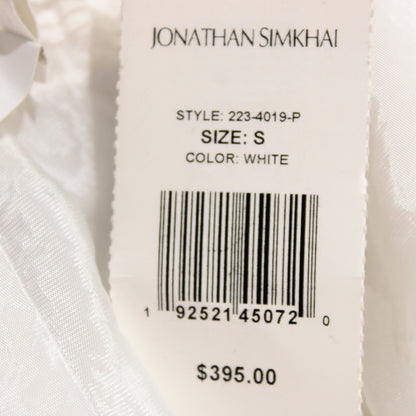 JONATHAN SIMKHAI
STYLE: 223-4019-P
SIZE: S
COLOR: WHITE
1 92521 45072 0
$395.00